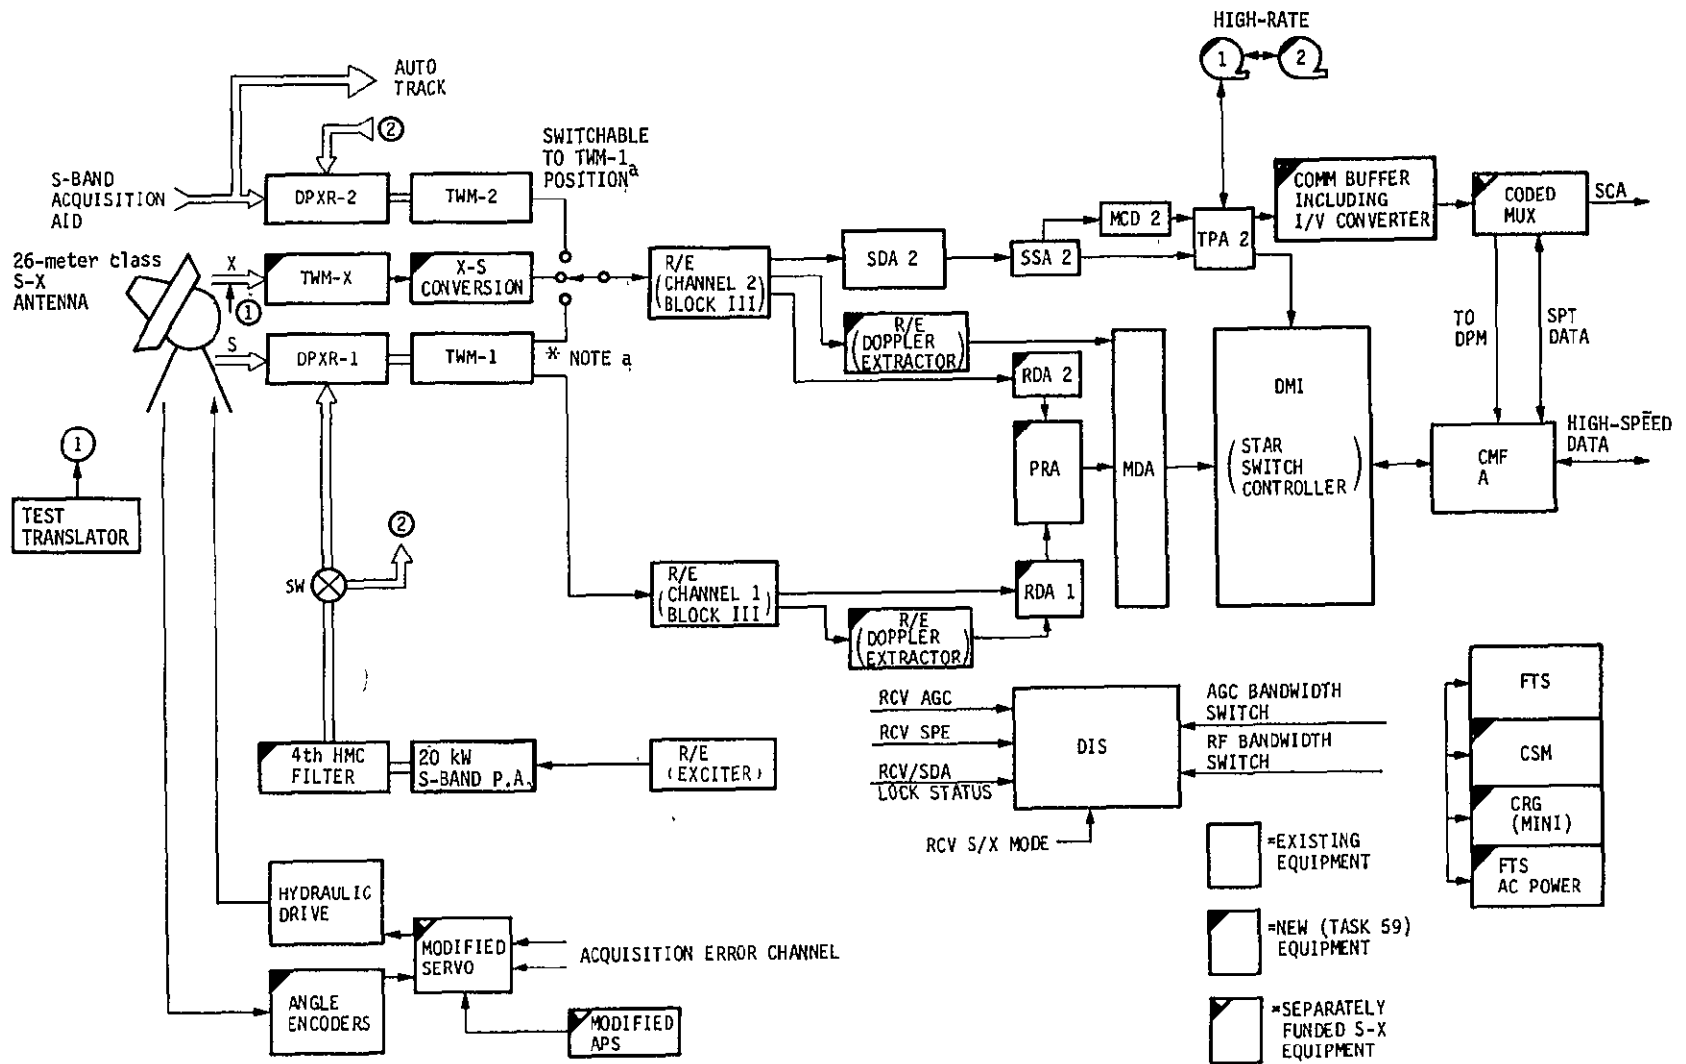 HIGH-RATE
1
2
AUTO
TRACK
2
SWITCHABLE
TO TWM-1
POSITION a
S-BAND
ACQUISITION
AID
DPXR-2
TWM-2
COMM BUFFER
INCLUDING
I/V CONVERTER
CODED
MUX
SCA
MCD 2
TPA 2
SSA 2
SDA 2
26-meter class
S-X
ANTENNA
X
1
TWM-X
X-S
CONVERSION
R/E
(CHANNEL 2)
BLOCK III
S
DPXR-1
TWM-1
* NOTE a
R/E
(DOPPLER
EXTRACTOR)
RDA 2
PRA
MDA
DMI
(STAR
SWITCH
CONTROLLER)
TO
DPM
SPT
DATA
CMF
A
HIGH-SPEED
DATA
1
TEST
TRANSLATOR
SW
2
R/E
(CHANNEL 1)
BLOCK III
RDA 1
R/E
(DOPPLER
EXTRACTOR)
4th HMC
FILTER
20 kW
S-BAND P.A.
R/E
(EXCITER)
RCV AGC
RCV SPE
RCV/SDA
LOCK STATUS
RCV S/X MODE
DIS
AGC BANDWIDTH
SWITCH
RF BANDWIDTH
SWITCH
FTS
CSM
CRG
(MINI)
FTS
AC POWER
HYDRAULIC
DRIVE
MODIFIED
SERVO
ACQUISITION ERROR CHANNEL
ANGLE
ENCODERS
MODIFIED
APS
=EXISTING
EQUIPMENT
=NEW (TASK 59)
EQUIPMENT
=SEPARATELY
FUNDED S-X
EQUIPMENT